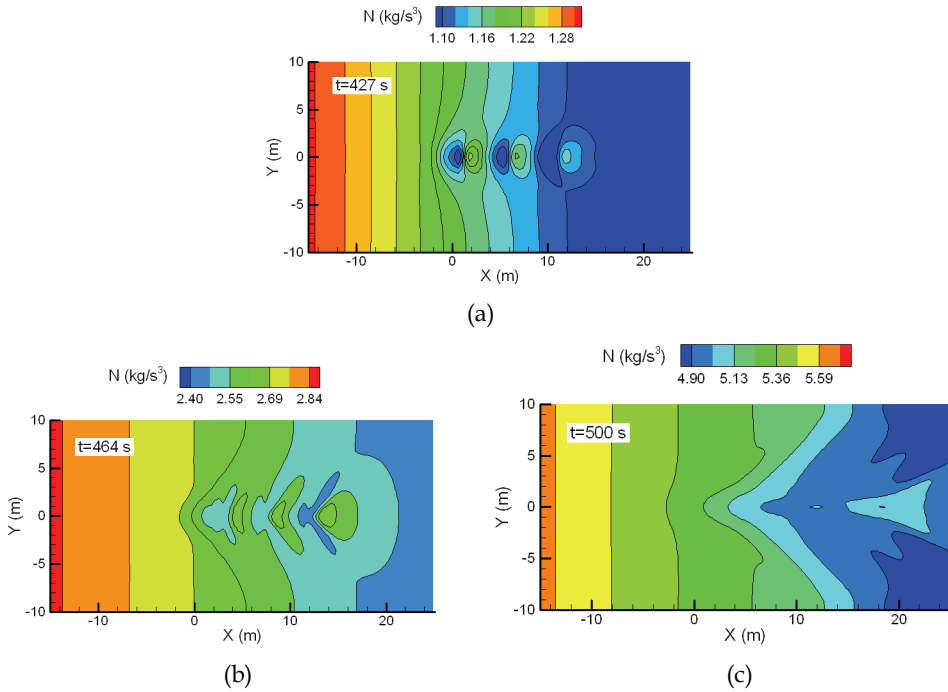 N (kg/s³)
1.10 1.16 1.22 1.28
10
5
0
-5
-10
Y (m)
t=427 s
-10 0 10 20
X (m)
(a)
N (kg/s³)
2.40 2.55 2.69 2.84
10
5
0
-5
-10
Y (m)
t=464 s
-10 0 10 20
X (m)
(b)
N (kg/s³)
4.90 5.13 5.36 5.59
10
5
0
-5
-10
Y (m)
t=500 s
-10 0 10 20
X (m)
(c)